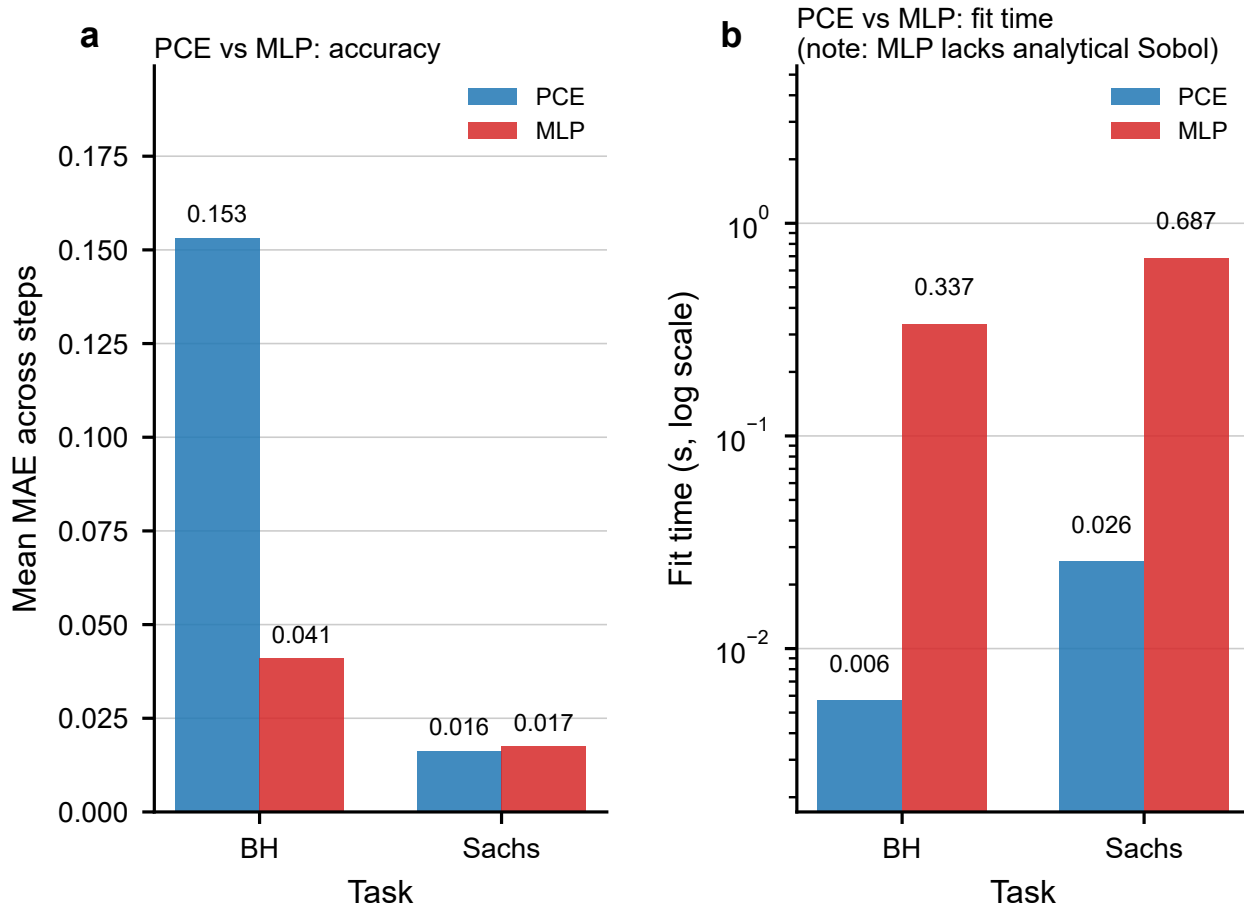 a
PCE vs MLP: accuracy
PCE
MLP
0.175
0.150
0.125
0.100
0.075
0.050
0.025
0.000
Mean MAE across steps
0.153
0.041
0.016
0.017
BH
Sachs
Task
b
PCE vs MLP: fit time
(note: MLP lacks analytical Sobol)
PCE
MLP
10⁰
10⁻¹
10⁻²
Fit time (s, log scale)
0.006
0.337
0.026
0.687
BH
Sachs
Task